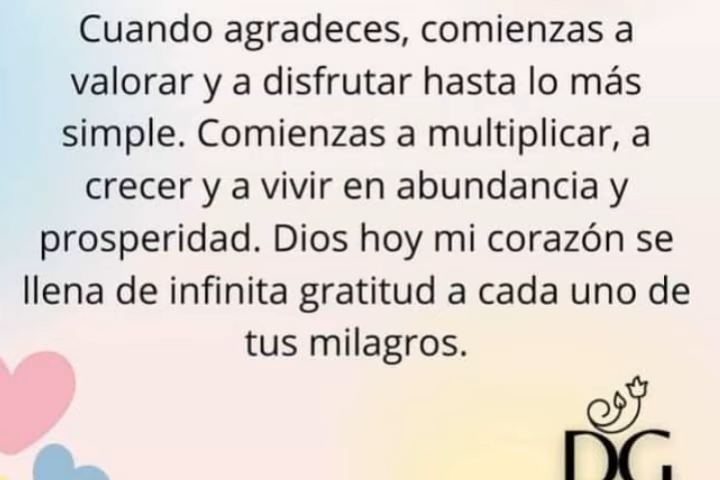 Cuando agradeces, comienzas a
valorar y a disfrutar hasta lo más
simple. Comienzas a multiplicar, a
crecer y a vivir en abundancia y
prosperidad. Dios hoy mi corazón se
llena de infinita gratitud a cada uno de
tus milagros.
DG